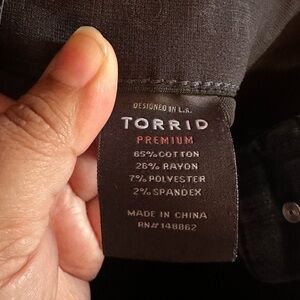 DESIGNED IN L.A.
TORRID
PREMIUM
65% COTTON
26% RAYON
7% POLYESTER
2% SPANDEX
MADE IN CHINA
RN# 148862